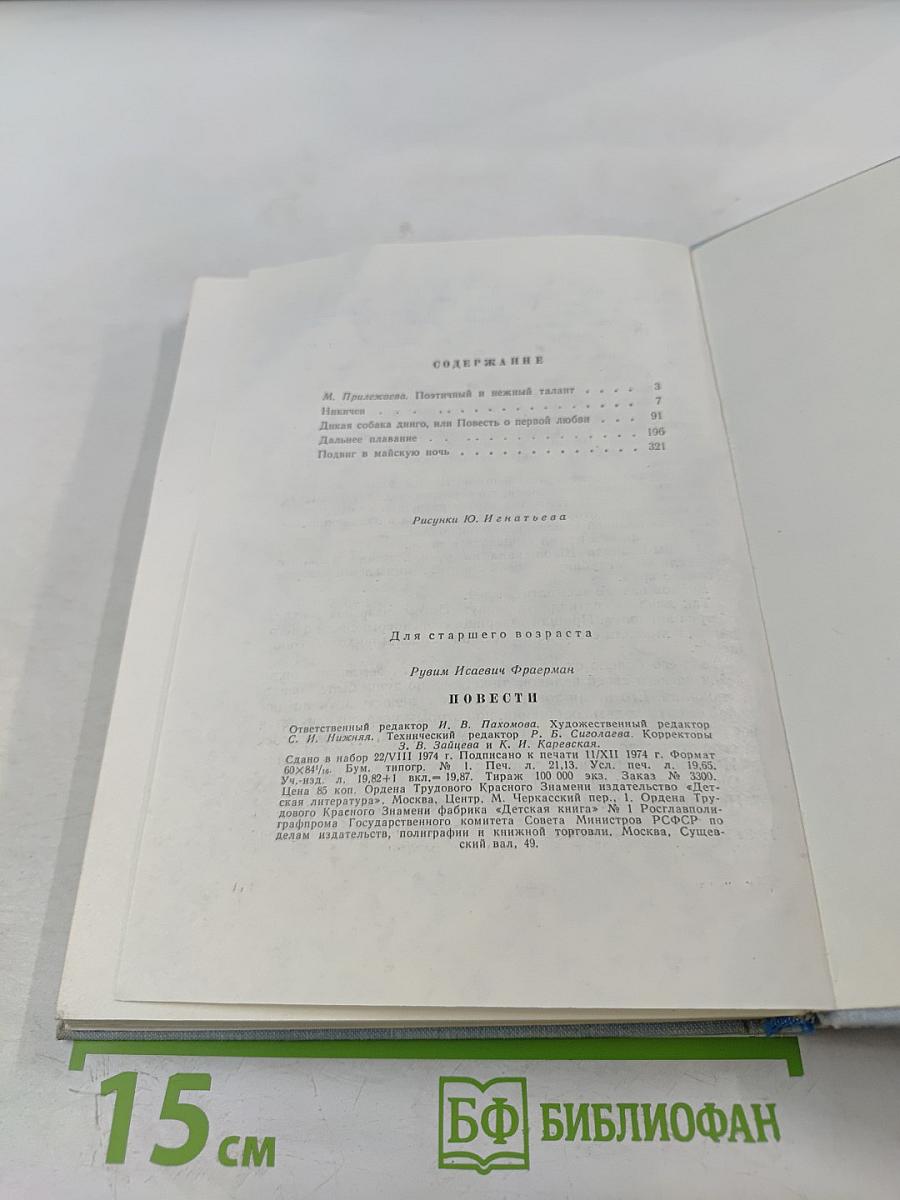 СОДЕРЖАНИЕ
М. Прилежаева. Поэтичный и нежный талант . . . . 3
Никичен . . . . . . . . . . . . . . . . 7
Дикая собака динго, или Повесть о первой любви . . . 91
Дальнее плавание . . . . . . . . . . . . . 196
Подвиг в майскую ночь . . . . . . . . . . . . 321
Рисунки Ю. Игнатьева
Для старшего возраста
Рувим Исаевич Фраерман
ПОВЕСТИ
Ответственный редактор И. В. Пахомова. Художественный редактор
С. И. Нижняя. Технический редактор Р. Б. Сиголаева. Корректоры
З. В. Зайцева и К. И. Каревская.
Сдано в набор 22/VIII 1974 г. Подписано к печати 11/XII 1974 г. Формат
60×84¹/₁₆. Бум. типогр. № 1. Печ. л. 21,13. Усл. печ. л. 19,65.
Уч.-изд. л. 19,82+1 вкл.=19,87. Тираж 100 000 экз. Заказ № 3300.
Цена 85 коп. Ордена Трудового Красного Знамени издательство «Дет-
ская литература». Москва, Центр, М. Черкасский пер., 1. Ордена Тру-
дового Красного Знамени фабрика «Детская книга» № 1 Росглавполи-
графпрома Государственного комитета Совета Министров РСФСР по
делам издательств, полиграфии и книжной торговли. Москва, Сущев-
ский вал, 49.
15 см
БФ БИБЛИОФАН